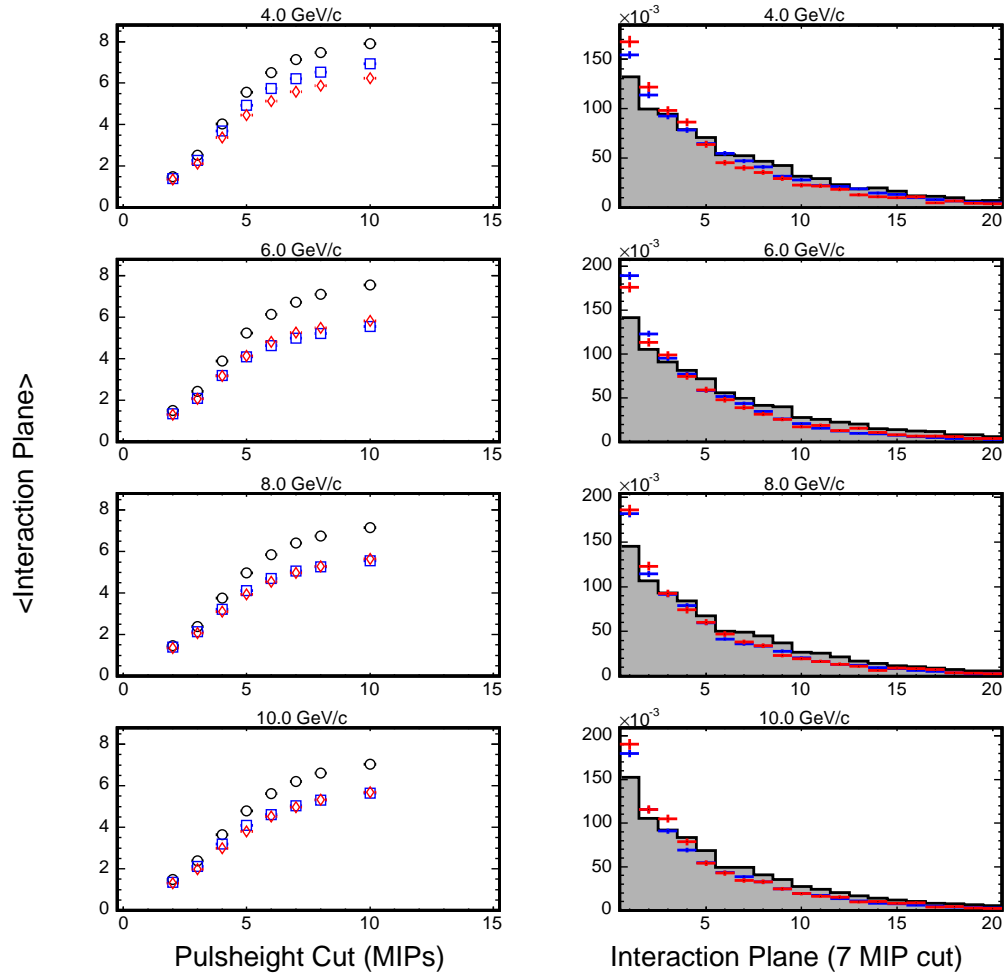 4.0 GeV/c
8
6
4
2
0
0 5 10 15
×10⁻³ 4.0 GeV/c
150
100
50
0
5 10 15 20
6.0 GeV/c
8
6
4
2
0
0 5 10 15
×10⁻³ 6.0 GeV/c
200
150
100
50
0
5 10 15 20
8.0 GeV/c
8
6
4
2
0
0 5 10 15
×10⁻³ 8.0 GeV/c
200
150
100
50
0
5 10 15 20
10.0 GeV/c
8
6
4
2
0
0 5 10 15
×10⁻³ 10.0 GeV/c
200
150
100
50
0
5 10 15 20
<Interaction Plane>
Pulsheight Cut (MIPs)
Interaction Plane (7 MIP cut)